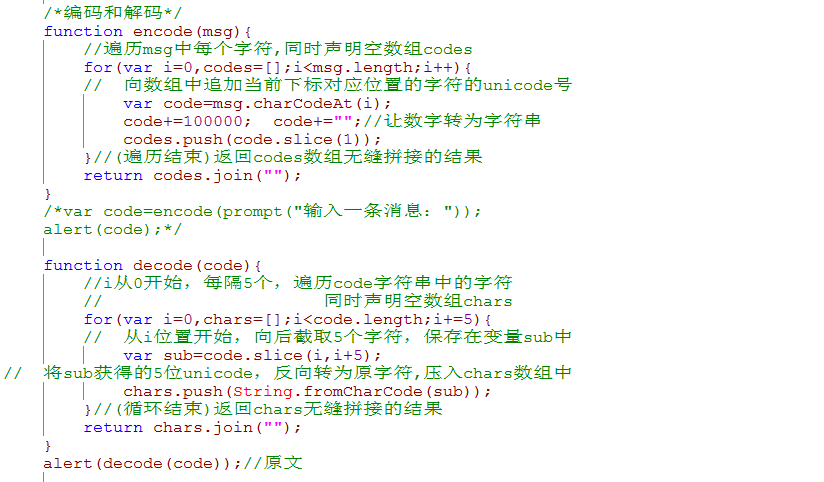 /*编码和解码*/
function encode(msg){
    //遍历msg中每个字符,同时声明空数组codes
    for(var i=0,codes=[];i<msg.length;i++){
    //  向数组中追加当前下标对应位置的字符的unicode号
        var code=msg.charCodeAt(i);
        code+=100000;  code+="";//让数字转为字符串
        codes.push(code.slice(1));
    }//(遍历结束)返回codes数组无缝拼接的结果
    return codes.join("");
}
/*var code=encode(prompt("输入一条消息: "));
alert(code);*/
function decode(code){
    //i从0开始, 每隔5个, 遍历code字符串中的字符
    //                      同时声明空数组chars
    for(var i=0,chars=[];i<code.length;i+=5){
    //  从i位置开始, 向后截取5个字符, 保存在变量sub中
        var sub=code.slice(i,i+5);
//  将sub获得的5位unicode, 反向转为原字符,压入chars数组中
        chars.push(String.fromCharCode(sub));
    }//(循环结束)返回chars无缝拼接的结果
    return chars.join("");
}
alert(decode(code));//原文